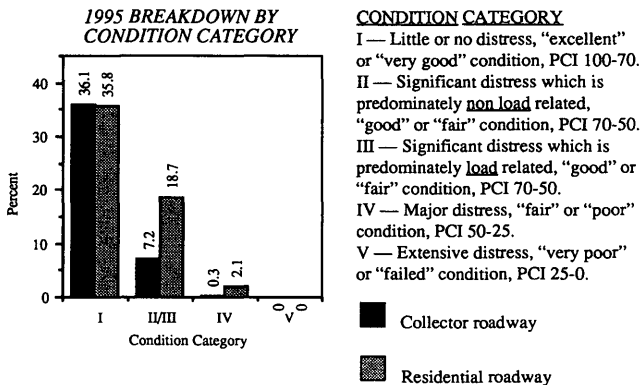 1995 BREAKDOWN BY
CONDITION CATEGORY
40
30
20
10
0
Percent
36.1
35.8
7.2
18.7
0.3
2.1
0
0
I
II/III
IV
V
Condition Category
CONDITION CATEGORY
I — Little or no distress, “excellent”
or “very good” condition, PCI 100-70.
II — Significant distress which is
predominately non load related,
“good” or “fair” condition, PCI 70-50.
III — Significant distress which is
predominately load related, “good” or
“fair” condition, PCI 70-50.
IV — Major distress, “fair” or “poor”
condition, PCI 50-25.
V — Extensive distress, “very poor”
or “failed” condition, PCI 25-0.
Collector roadway
Residential roadway